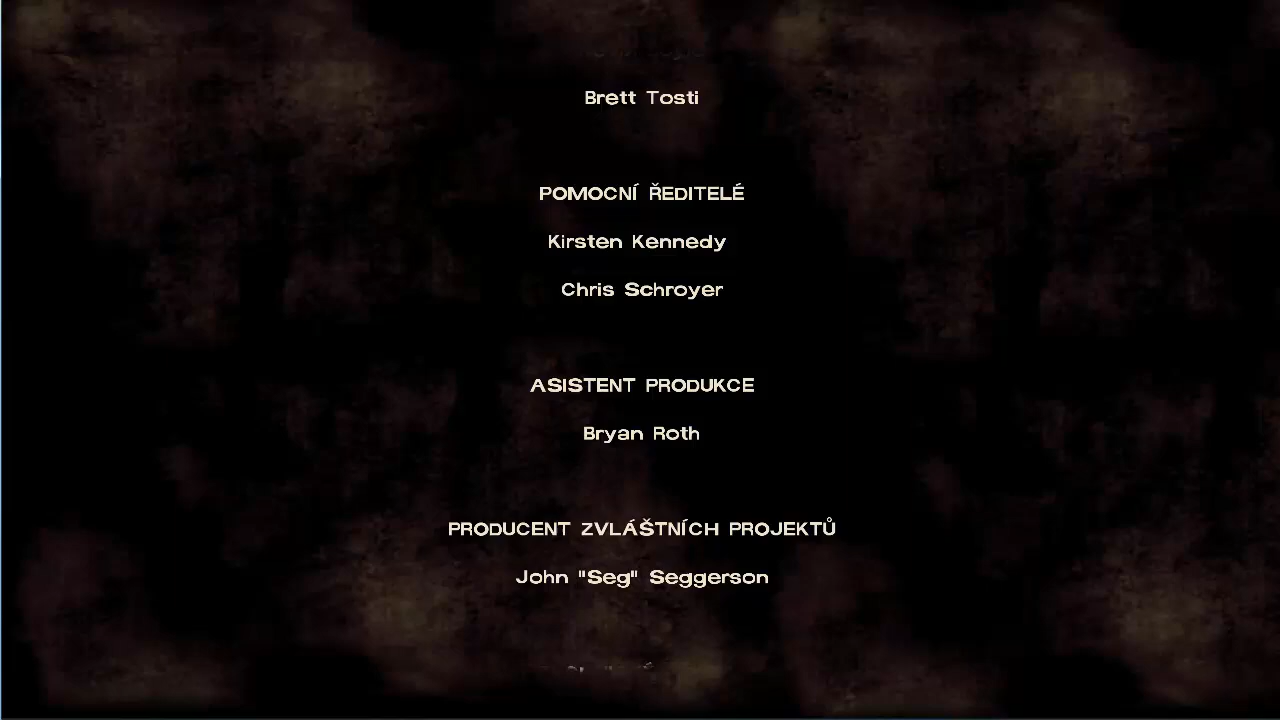 Brett Tosti
POMOCNÍ ŘEDITELÉ
Kirsten Kennedy
Chris Schroyer
ASISTENT PRODUKCE
Bryan Roth
PRODUCENT ZVLÁŠTNÍCH PROJEKTŮ
John "Seg" Seggerson